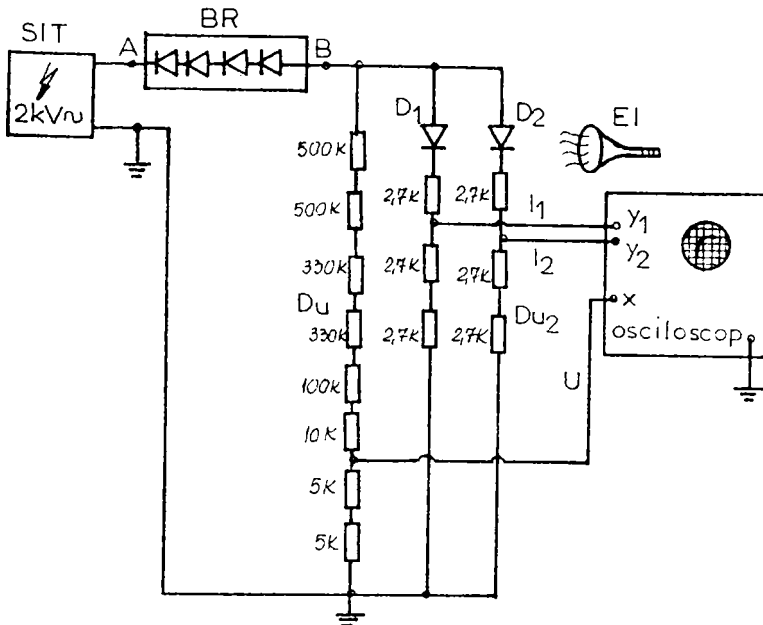 SIT
2kV~
A
BR
B
D1
D2
EI
500K
500K
330K
Du
330K
100K
10K
5K
5K
2,7K
2,7K
2,7K
2,7K
2,7K
2,7K
I1
I2
Du2
U
Y1
Y2
X
osciloscop